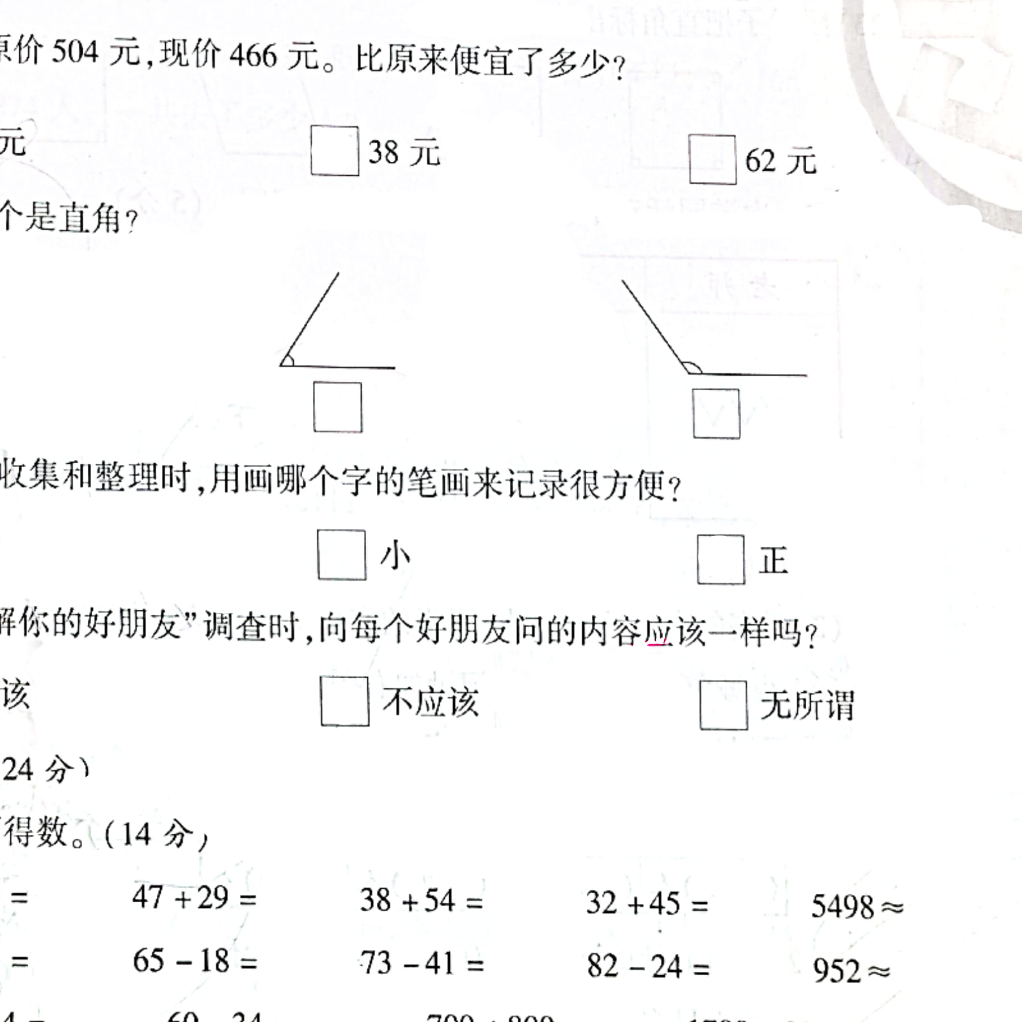 价 504 元,现价 466 元。比原来便宜了多少?
元 38 元 62 元
个是直角?
收集和整理时,用画哪个字的笔画来记录很方便?
小 正
解你的好朋友”调查时,向每个好朋友问的内容应该一样吗?
该 不应该 无所谓
24 分)
得数。(14 分)
= 47 + 29 = 38 + 54 = 32 + 45 = 5498 ≈
= 65 - 18 = 73 - 41 = 82 - 24 = 952 ≈